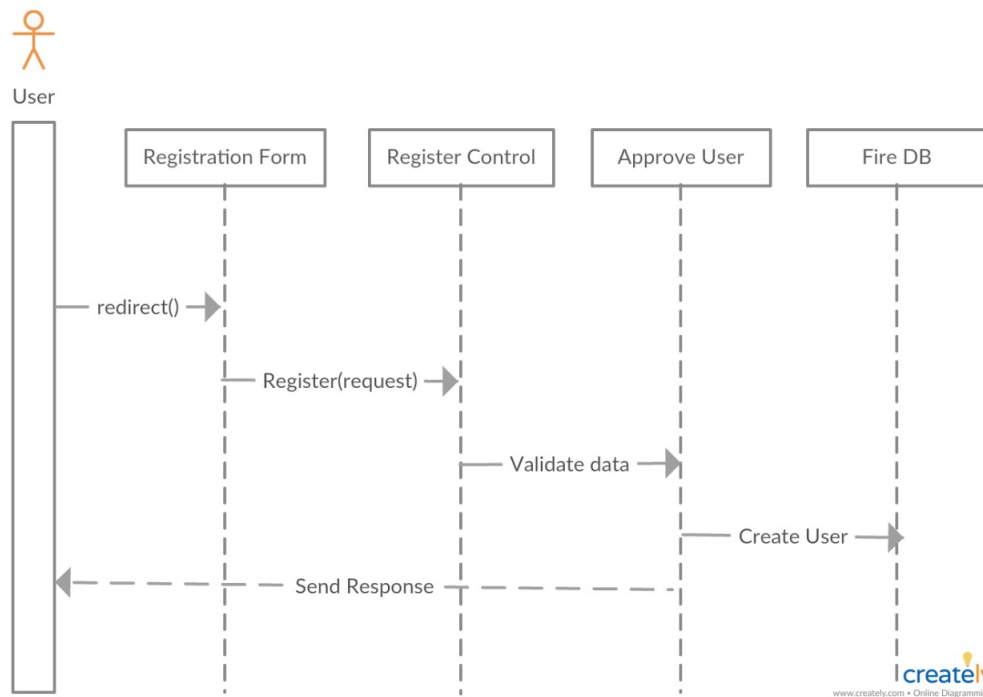 User
Registration Form
Register Control
Approve User
Fire DB
redirect()
Register(request)
Validate data
Create User
Send Response
creately
www.creately.com • Online Diagrammi